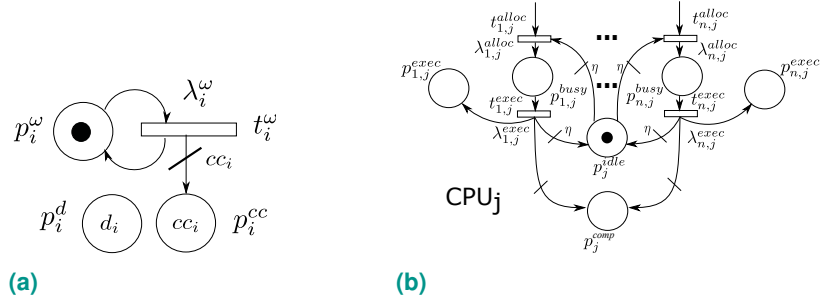 λ_i^ω
p_i^ω
t_i^ω
cc_i
p_i^d
d_i
cc_i
p_i^{cc}
(a)
t_{1,j}^{alloc}
...
t_{n,j}^{alloc}
λ_{1,j}^{alloc}
λ_{n,j}^{alloc}
p_{1,j}^{exec}
η
...
η
p_{n,j}^{exec}
p_{1,j}^{busy}
p_{n,j}^{busy}
t_{1,j}^{exec}
t_{n,j}^{exec}
λ_{1,j}^{exec}
η
η
λ_{n,j}^{exec}
p_j^{idle}
CPUj
p_j^{comp}
(b)